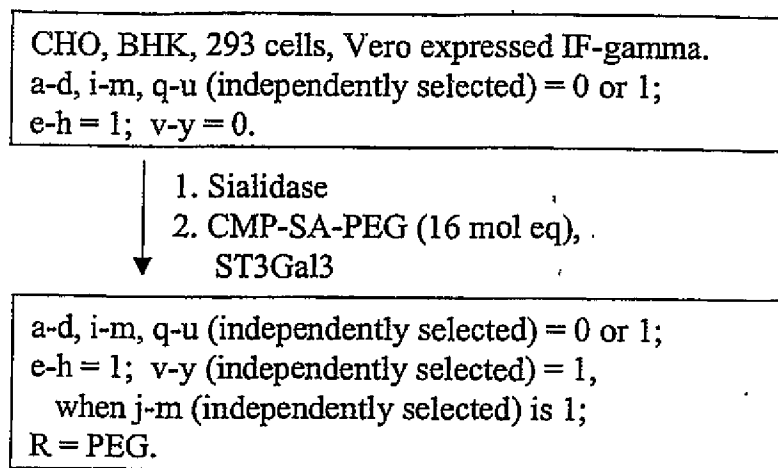 CHO, BHK, 293 cells, Vero expressed IF-gamma.
a-d, i-m, q-u (independently selected) = 0 or 1;
e-h = 1; v-y = 0.
1. Sialidase
2. CMP-SA-PEG (16 mol eq),
ST3Gal3
a-d, i-m, q-u (independently selected) = 0 or 1;
e-h = 1; v-y (independently selected) = 1,
when j-m (independently selected) is 1;
R = PEG.